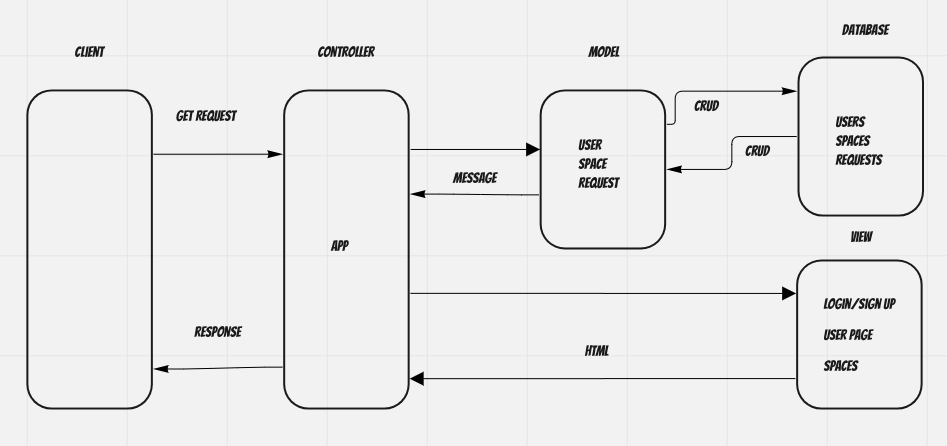 DATABASE
CLIENT
CONTROLLER
MODEL
CRUD
GET REQUEST
USERS
SPACES
REQUESTS
USER
SPACE
REQUEST
CRUD
MESSAGE
VIEW
APP
LOGIN/SIGN UP
USER PAGE
SPACES
RESPONSE
HTML